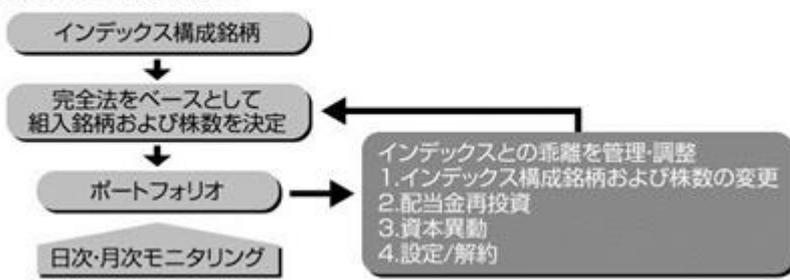 インデックス構成銘柄
完全法をベースとして
組入銘柄および株数を決定
ポートフォリオ
日次・月次モニタリング
インデックスとの乖離を管理・調整
1.インデックス構成銘柄および株数の変更
2.配当金再投資
3.資本異動
4.設定/解約